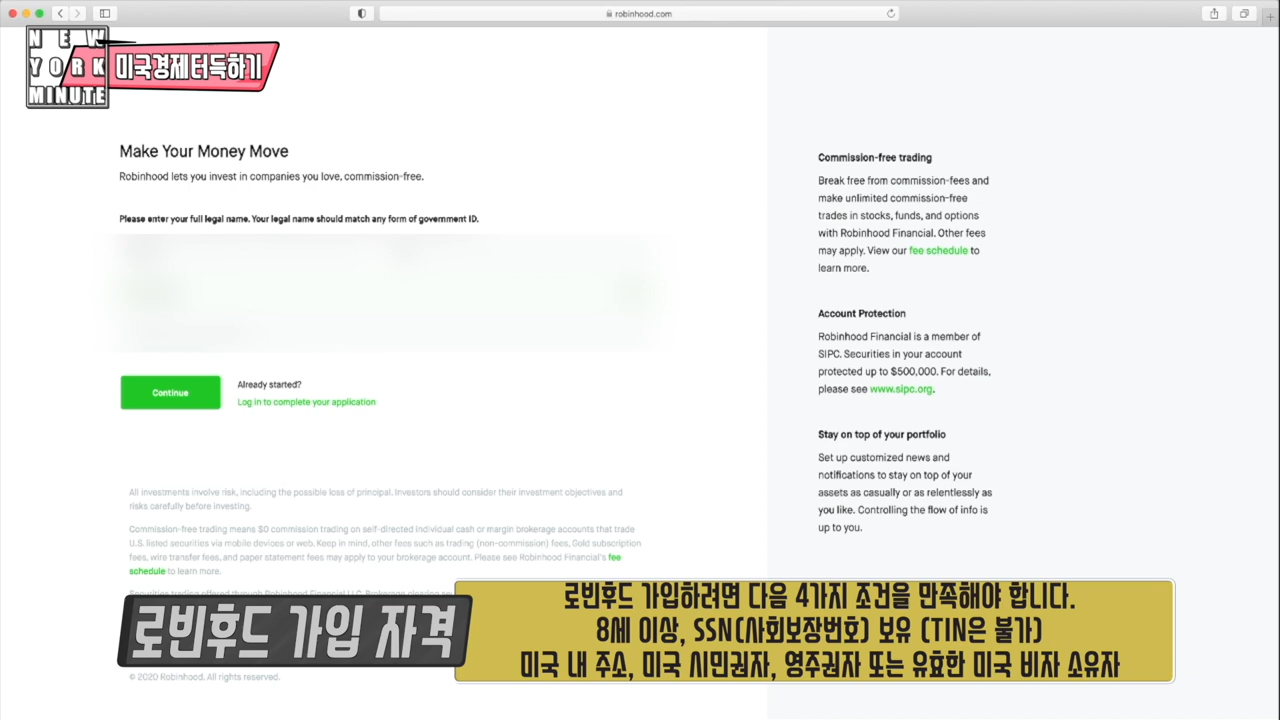 robinhood.com
NEW
YORK
MINUTE
미국경제터득하기
Make Your Money Move
Robinhood lets you invest in companies you love, commission-free.
Please enter your full legal name. Your legal name should match any form of government ID.
Continue
Already started?
Log in to complete your application
All investments involve risk, including the possible loss of principal. Investors should consider their investment objectives and
risks carefully before investing.
Commission-free trading means $0 commission trading on self-directed individual cash or margin brokerage accounts that trade
U.S. listed securities via mobile devices or web. Keep in mind, other fees such as trading (non-commission) fees, Gold subscription
fees, wire transfer fees, and paper statement fees may apply to your brokerage account. Please see Robinhood Financial's fee
schedule to learn more.
Securities trading offered through Robinhood Financial LLC. Brokerage clearing
© 2020 Robinhood. All rights reserved.
Commission-free trading
Break free from commission-fees and
make unlimited commission-free
trades in stocks, funds, and options
with Robinhood Financial. Other fees
may apply. View our fee schedule to
learn more.
Account Protection
Robinhood Financial is a member of
SIPC. Securities in your account
protected up to $500,000. For details,
please see www.sipc.org.
Stay on top of your portfolio
Set up customized news and
notifications to stay on top of your
assets as casually or as relentlessly as
you like. Controlling the flow of info is
up to you.
로빈후드 가입 자격
로빈후드 가입하려면 다음 4가지 조건을 만족해야 합니다.
8세 이상, SSN(사회보장번호) 보유 (TIN은 불가)
미국 내 주소, 미국 시민권자, 영주권자 또는 유효한 미국 비자 소유자